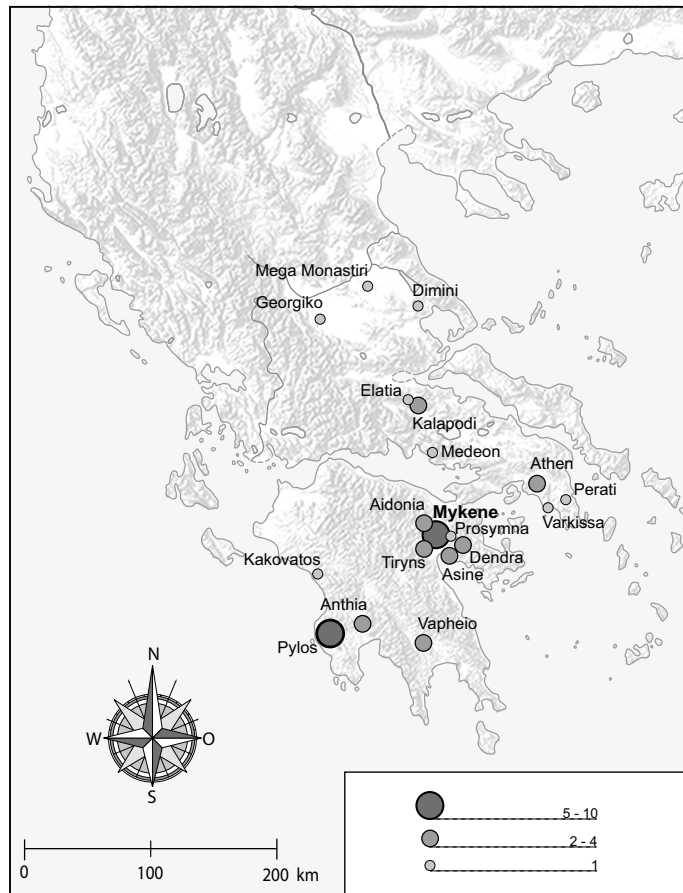 Mega Monastiri
Georgiko
Dimini
Elatia
Kalapodi
Medeon
Athen
Perati
Varkissa
Aidonia
Mykene
Prosymna
Tiryns
Dendra
Asine
Kakovatos
Anthia
Vapheio
Pylos
N
W
O
S
0
100
200 km
5 - 10
2 - 4
1